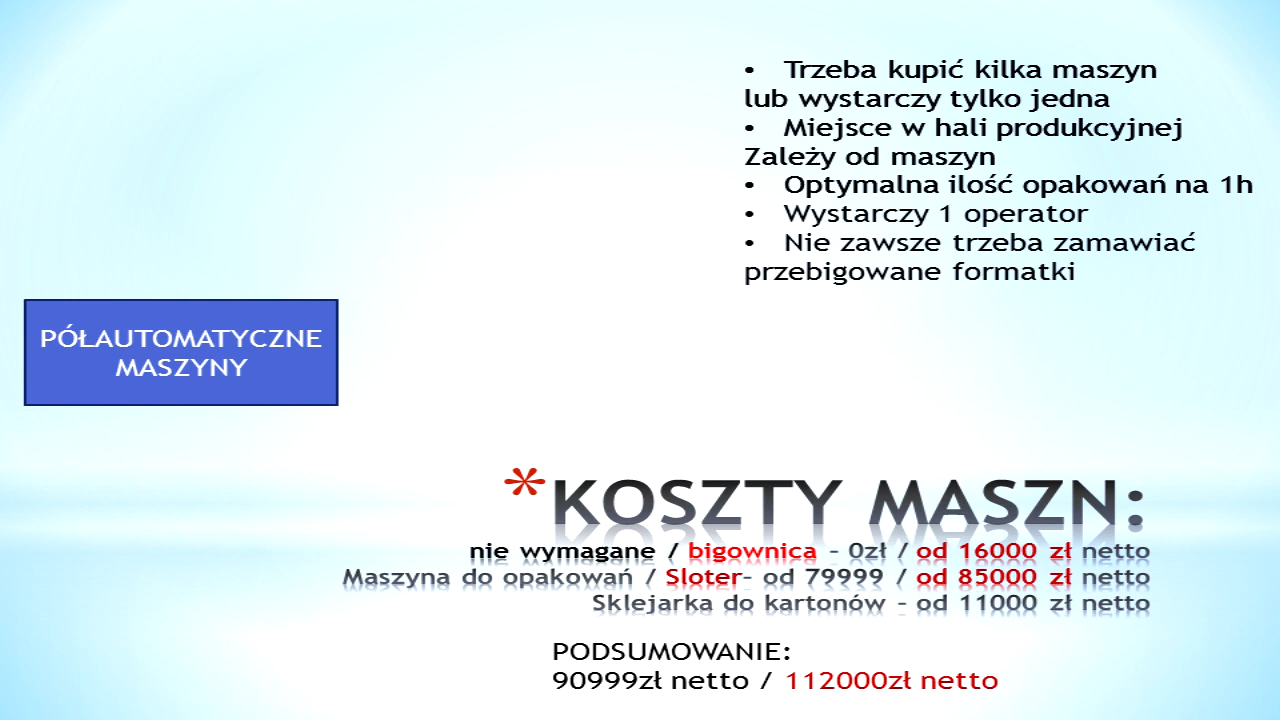 • Trzeba kupić kilka maszyn
lub wystarczy tylko jedna
• Miejsce w hali produkcyjnej
Zależy od maszyn
• Optymalna ilość opakowań na 1h
• Wystarczy 1 operator
• Nie zawsze trzeba zamawiać
przebigowane formatki
PÓŁAUTOMATYCZNE
MASZYNY
*KOSZTY MASZN:
nie wymagane / bigownica – 0zł / od 16000 zł netto
Maszyna do opakowań / Sloter– od 79999 / od 85000 zł netto
Sklejarka do kartonów – od 11000 zł netto
PODSUMOWANIE:
90999zł netto / 112000zł netto